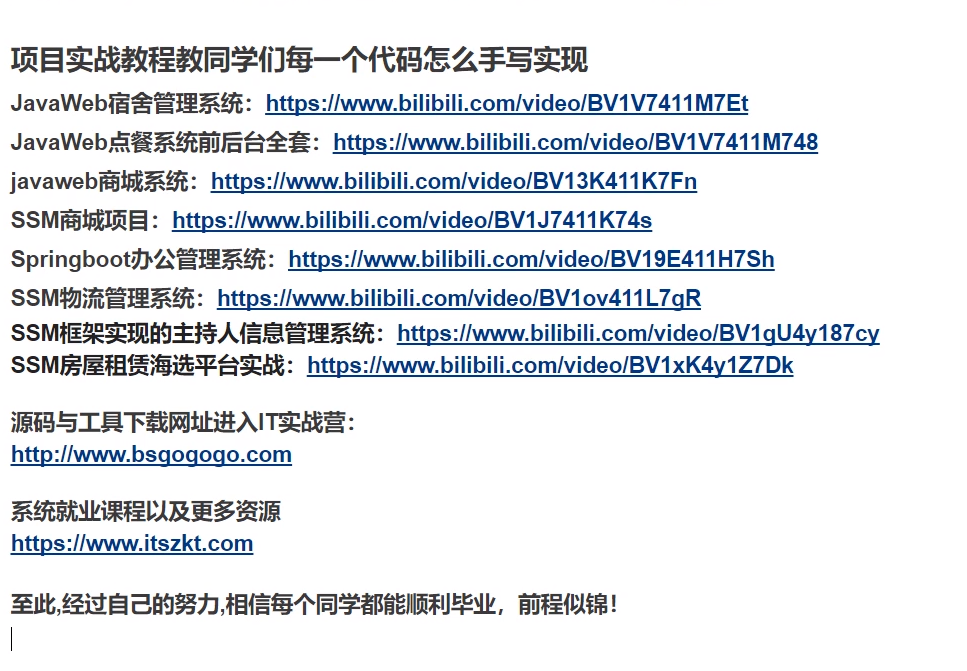 项目实战教程教同学们每一个代码怎么手写实现
JavaWeb宿舍管理系统：https://www.bilibili.com/video/BV1V7411M7Et
JavaWeb点餐系统前后台全套：https://www.bilibili.com/video/BV1V7411M748
javaweb商城系统：https://www.bilibili.com/video/BV13K411K7Fn
SSM商城项目：https://www.bilibili.com/video/BV1J7411K74s
Springboot办公管理系统：https://www.bilibili.com/video/BV19E411H7Sh
SSM物流管理系统：https://www.bilibili.com/video/BV1ov411L7gR
SSM框架实现的主持人信息管理系统：https://www.bilibili.com/video/BV1gU4y187cy
SSM房屋租赁海选平台实战：https://www.bilibili.com/video/BV1xK4y1Z7Dk
源码与工具下载网址进入IT实战营：
http://www.bsgogogo.com
系统就业课程以及更多资源
https://www.itszkt.com
至此,经过自己的努力,相信每个同学都能顺利毕业，前程似锦！